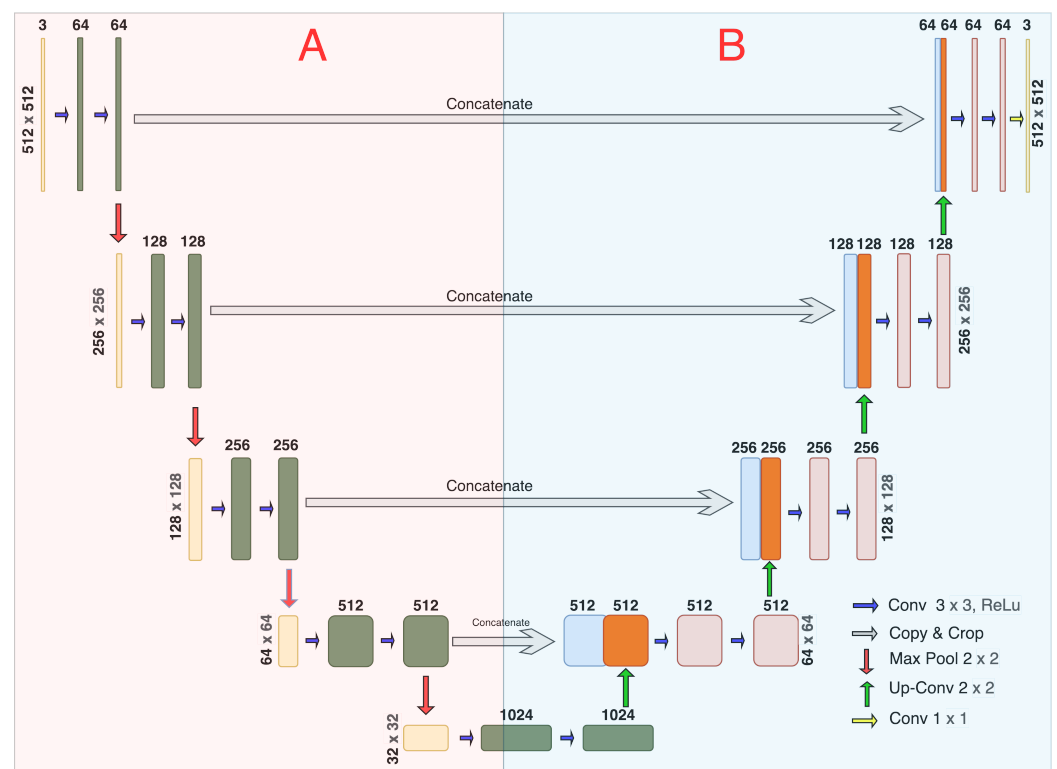 A
B
3 64 64
64 64 64 64 3
512 x 512
Concatenate
512 x 512
128 128
128 128 128 128
256 x 256
Concatenate
256 x 256
256 256
256 256 256 256
128 x 128
Concatenate
128 x 128
512 512
512 512 512 512
64 x 64
Concatenate
64 x 64
1024 1024
32 x 32
Conv 3 x 3, ReLu
Copy & Crop
Max Pool 2 x 2
Up-Conv 2 x 2
Conv 1 x 1